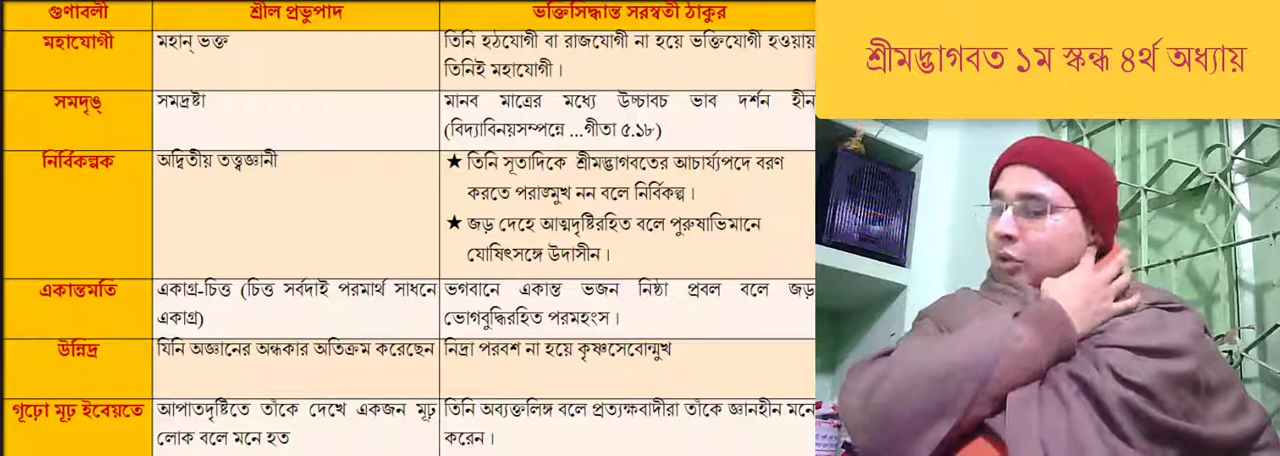 গুণাবলী শ্রীল প্রভুপাদ ভক্তিসিদ্ধান্ত সরস্বতী ঠাকুর
মহাযোগী মহান্ ভক্ত তিনি হঠযোগী বা রাজযোগী না হয়ে ভক্তিযোগী হওয়ায়
তিনিই মহাযোগী।
সমদৃঙ্ সমদ্রষ্টা মানব মাত্রের মধ্যে উচ্চাবচ ভাব দর্শন হীন
(বিদ্যাবিনয়সম্পন্নে ...গীতা ৫.১৮)
নির্বিকল্পক অদ্বিতীয় তত্ত্বজ্ঞানী ★ তিনি সূতাদিকে শ্রীমদ্ভাগবতের আচার্য্যপদে বরণ
করতে পরাঙ্মুখ নন বলে নির্বিকল্প।
★ জড় দেহে আত্মদৃষ্টিরহিত বলে পুরুষাভিমানে
যোষিৎসঙ্গে উদাসীন।
একান্তমতি একাগ্র-চিত্ত (চিত্ত সর্বদাই পরমার্থ সাধনে ভগবানে একান্ত ভজন নিষ্ঠা প্রবল বলে জড়
একাগ্র) ভোগবুদ্ধিরহিত পরমহংস।
উন্নিদ্র যিনি অজ্ঞানের অন্ধকার অতিক্রম করেছেন নিদ্রা পরবশ না হয়ে কৃষ্ণসেবোন্মুখ
গূঢ়ো মূঢ় ইবেয়তে আপাতদৃষ্টিতে তাঁকে দেখে একজন মূঢ় তিনি অব্যক্তলিঙ্গ বলে প্রত্যক্ষবাদীরা তাঁকে জ্ঞানহীন মনে
লোক বলে মনে হত করেন।
শ্রীমদ্ভাগবত ১ম স্কন্ধ ৪র্থ অধ্যায়